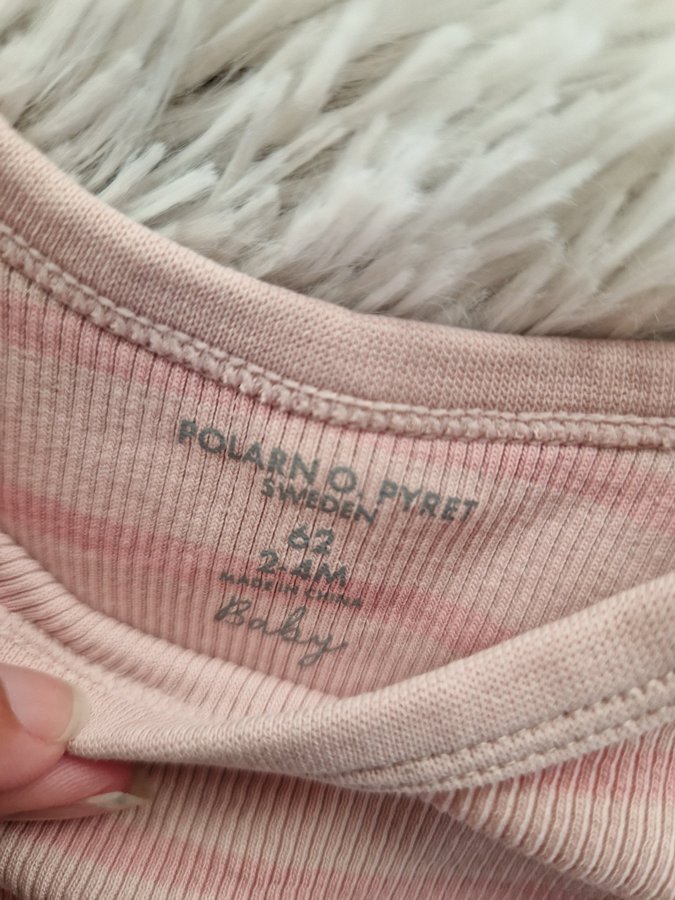 POLARN O. PYRET
SWEDEN
62
2-4M
MADE IN CHINA
Baby